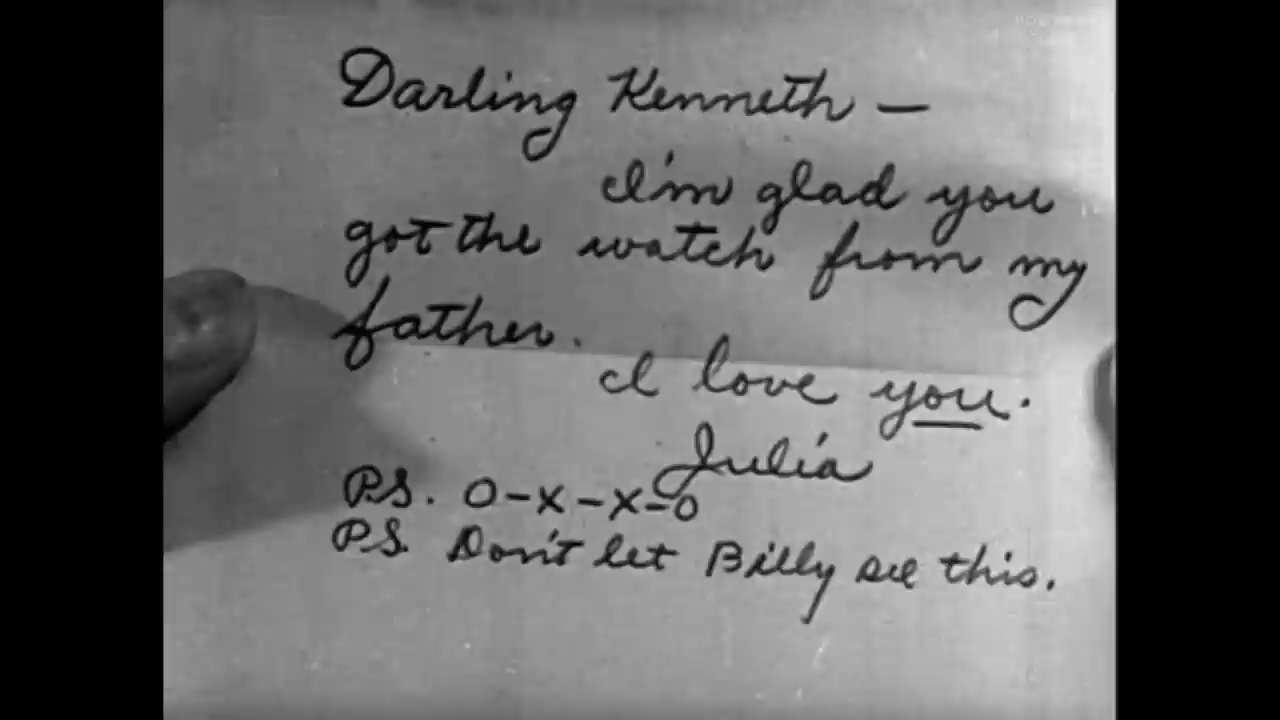 Darling Kenneth —
I'm glad you
got the watch from my
father.
I love you.
Julia
P.S. O-X-X-O
P.S. Don't let Billy see this.